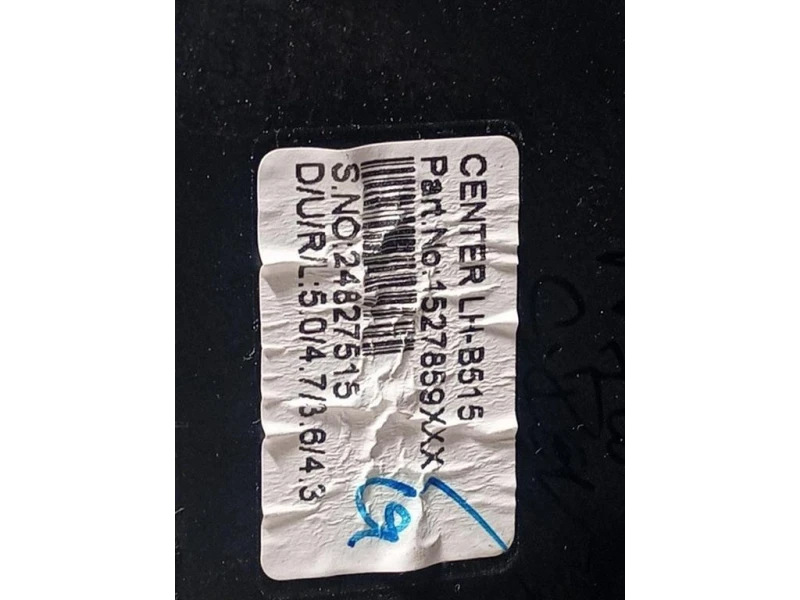 CENTER LH-B515
Part.No:1527859XXX
S.NO:24827515
D/U/R/L:5.0/4.7/3.6/4.3